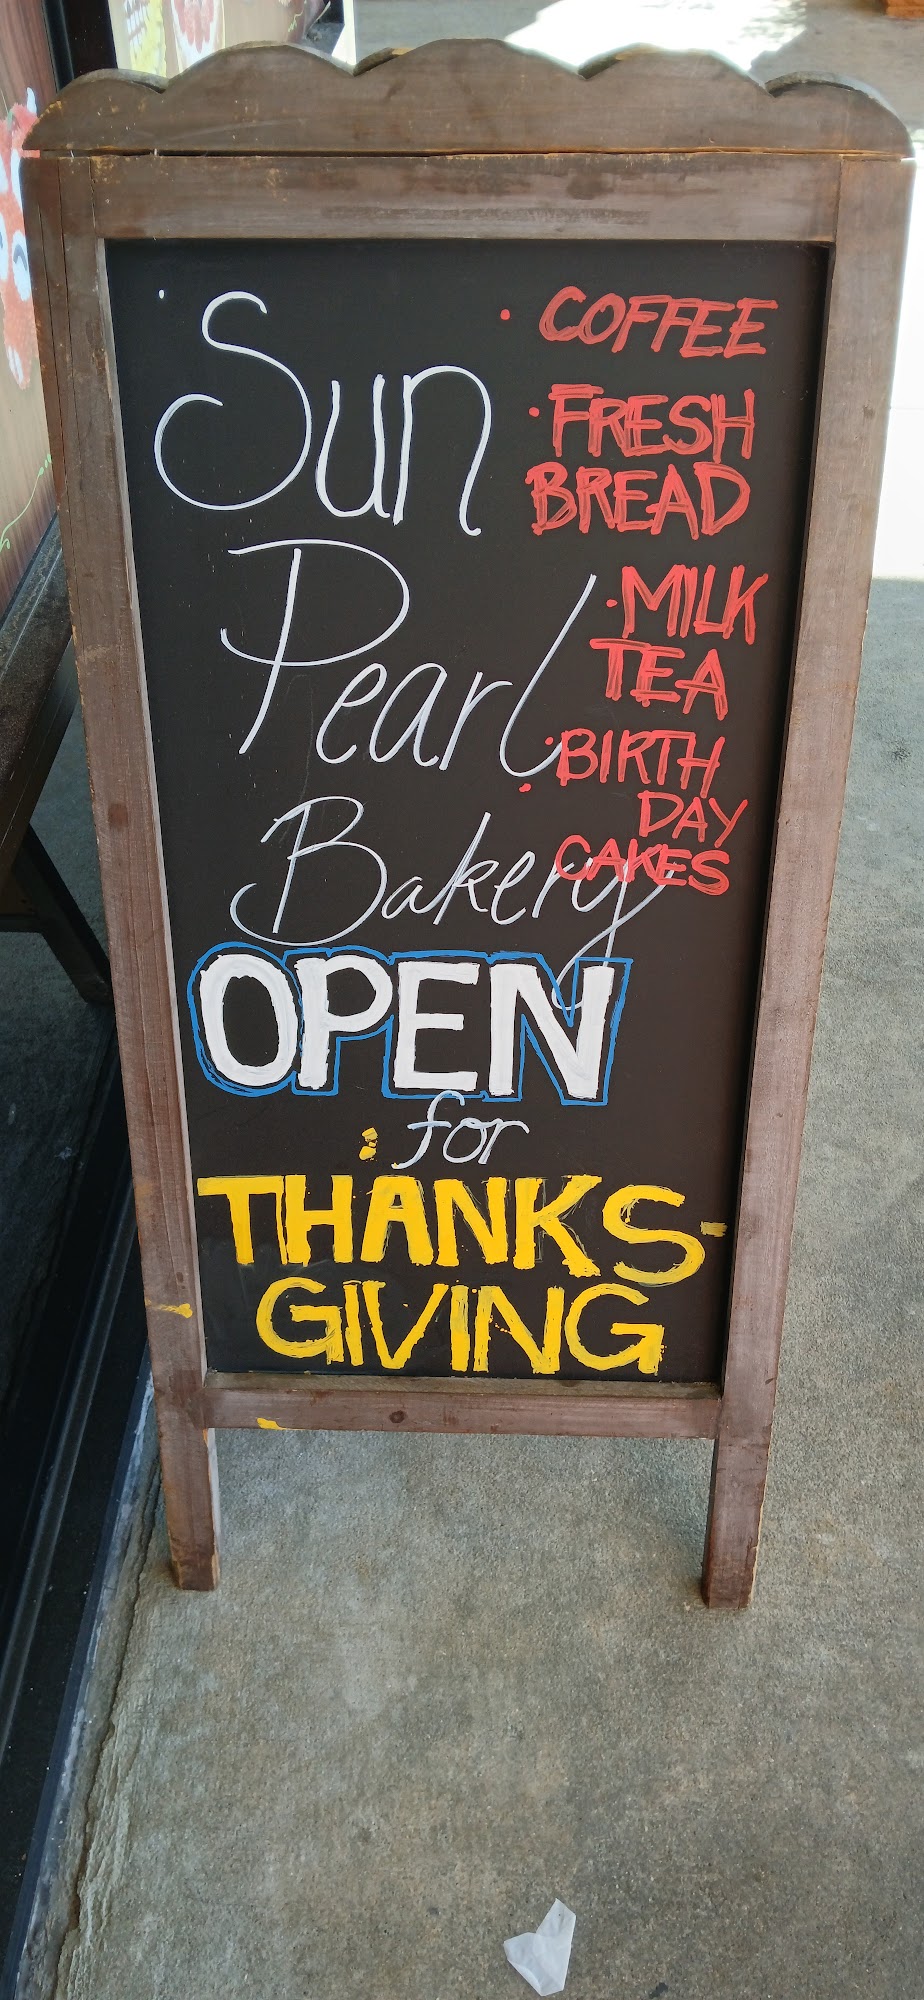 Sun
Pearl
Bakery
• COFFEE
• FRESH
BREAD
• MILK
TEA
• BIRTH
DAY
CAKES
OPEN
for
THANKS-
GIVING